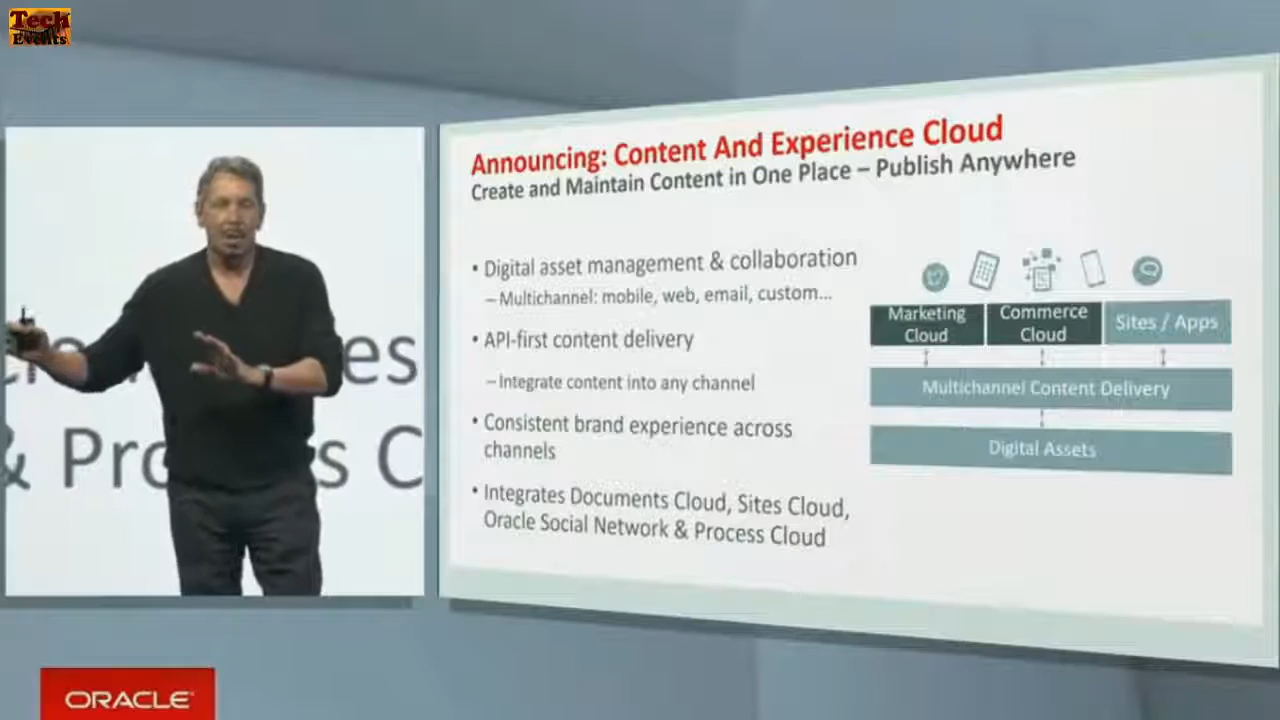 Tech
Events
Announcing: Content And Experience Cloud
Create and Maintain Content in One Place – Publish Anywhere
• Digital asset management & collaboration
– Multichannel: mobile, web, email, custom...
• API-first content delivery
– Integrate content into any channel
• Consistent brand experience across
channels
• Integrates Documents Cloud, Sites Cloud,
Oracle Social Network & Process Cloud
Marketing
Cloud
Commerce
Cloud
Sites / Apps
Multichannel Content Delivery
Digital Assets
es
& Pro s C
ORACLE